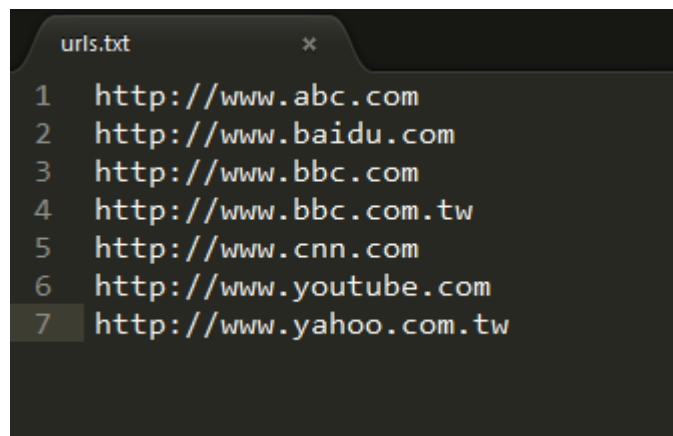 urls.txt ×
1 http://www.abc.com
2 http://www.baidu.com
3 http://www.bbc.com
4 http://www.bbc.com.tw
5 http://www.cnn.com
6 http://www.youtube.com
7 http://www.yahoo.com.tw